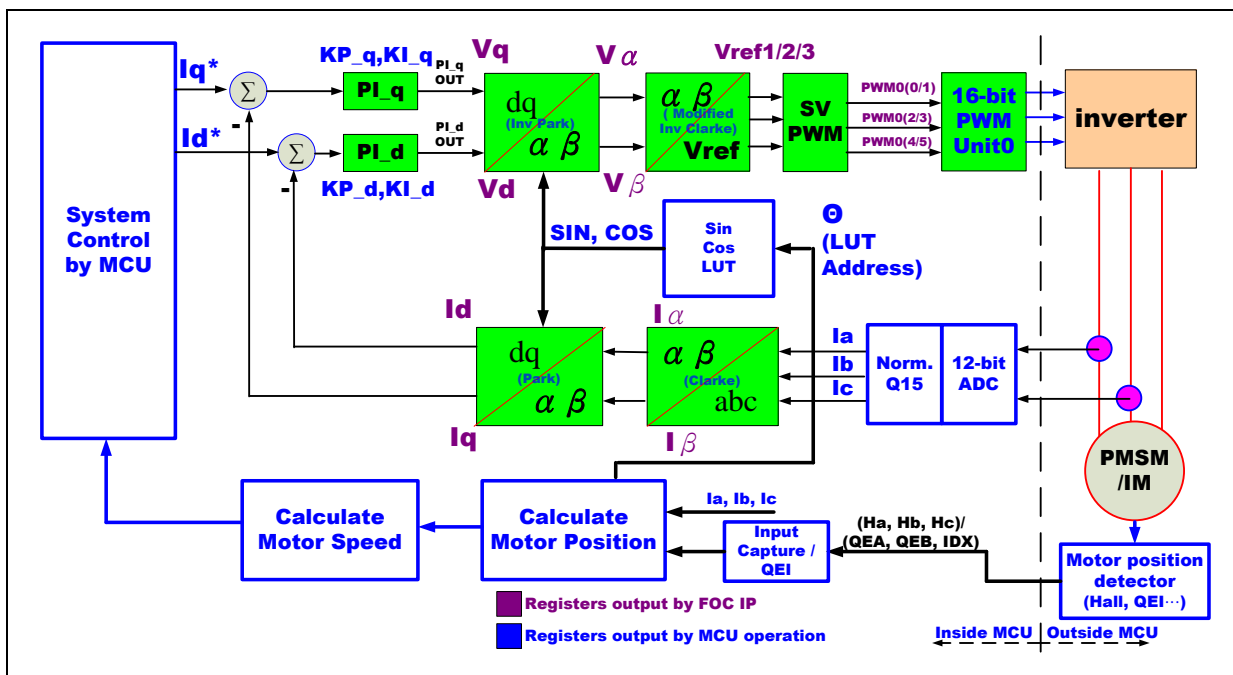 KP_q,KI_q
Vq
V α
Vref1/2/3
Iq*
Σ
PI_q
PI_q
OUT
dq
(Inv Park)
α β
α β
( Modified
Inv Clarke)
Vref
SV
PWM
PWM0(0/1)
PWM0(2/3)
PWM0(4/5)
16-bit
PWM
Unit0
inverter
-
Id*
Σ
PI_d
PI_d
OUT
-
KP_d,KI_d
Vd
V β
System
Control
by MCU
SIN, COS
Sin
Cos
LUT
Θ
(LUT
Address)
Id
I α
dq
(Park)
α β
α β
(Clarke)
abc
Ia
Ib
Ic
Norm.
Q15
12-bit
ADC
Iq
I β
PMSM
/IM
Calculate
Motor Speed
Calculate
Motor Position
Ia, Ib, Ic
Input
Capture /
QEI
(Ha, Hb, Hc)/
(QEA, QEB, IDX)
Motor position
detector
(Hall, QEI···)
Registers output by FOC IP
Registers output by MCU operation
Inside MCU
Outside MCU